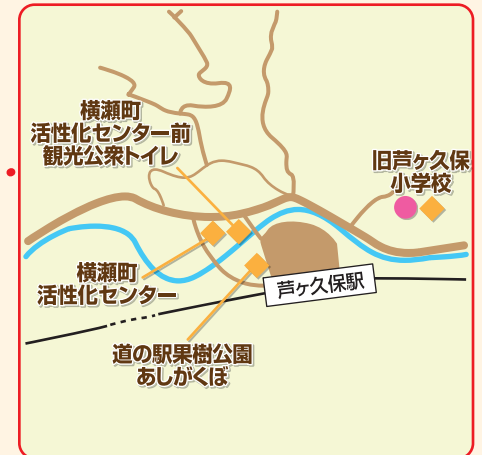 横瀬町
活性化センター前
観光公衆トイレ
旧芦ヶ久保
小学校
横瀬町
活性化センター
芦ヶ久保駅
道の駅果樹公園
あしがくぼ